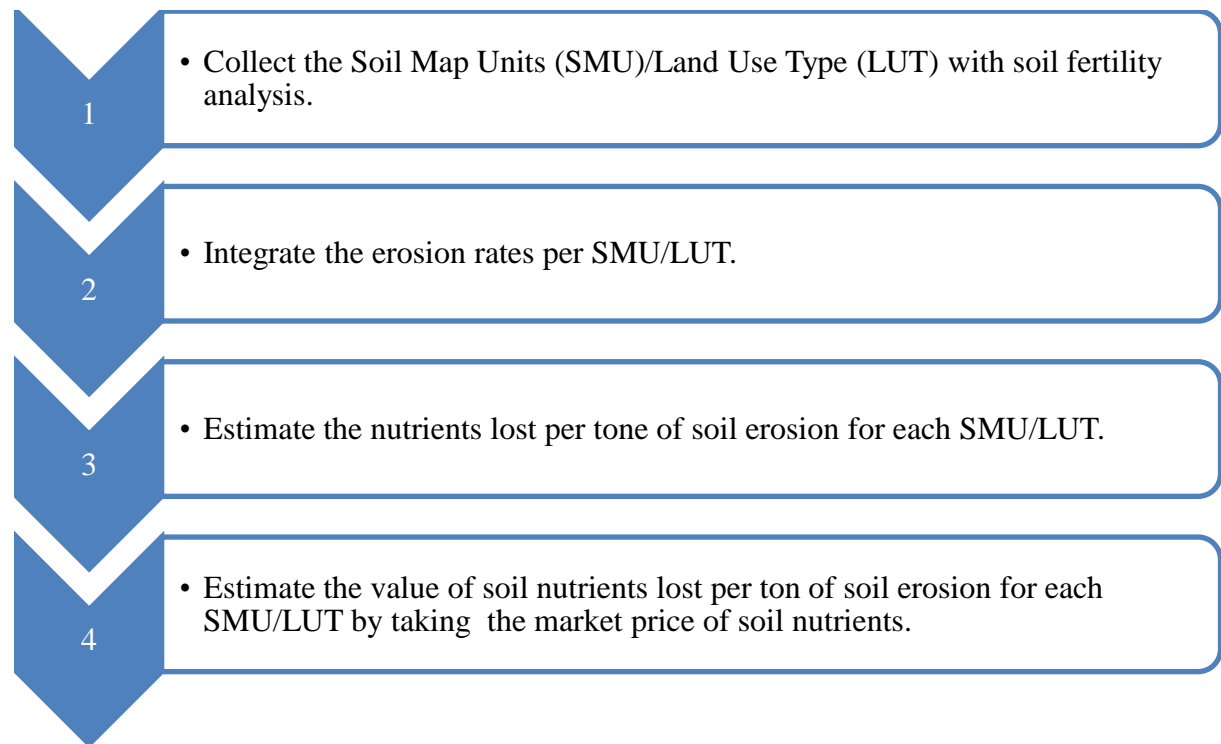 1
• Collect the Soil Map Units (SMU)/Land Use Type (LUT) with soil fertility
analysis.
2
• Integrate the erosion rates per SMU/LUT.
3
• Estimate the nutrients lost per tone of soil erosion for each SMU/LUT.
4
• Estimate the value of soil nutrients lost per ton of soil erosion for each
SMU/LUT by taking  the market price of soil nutrients.